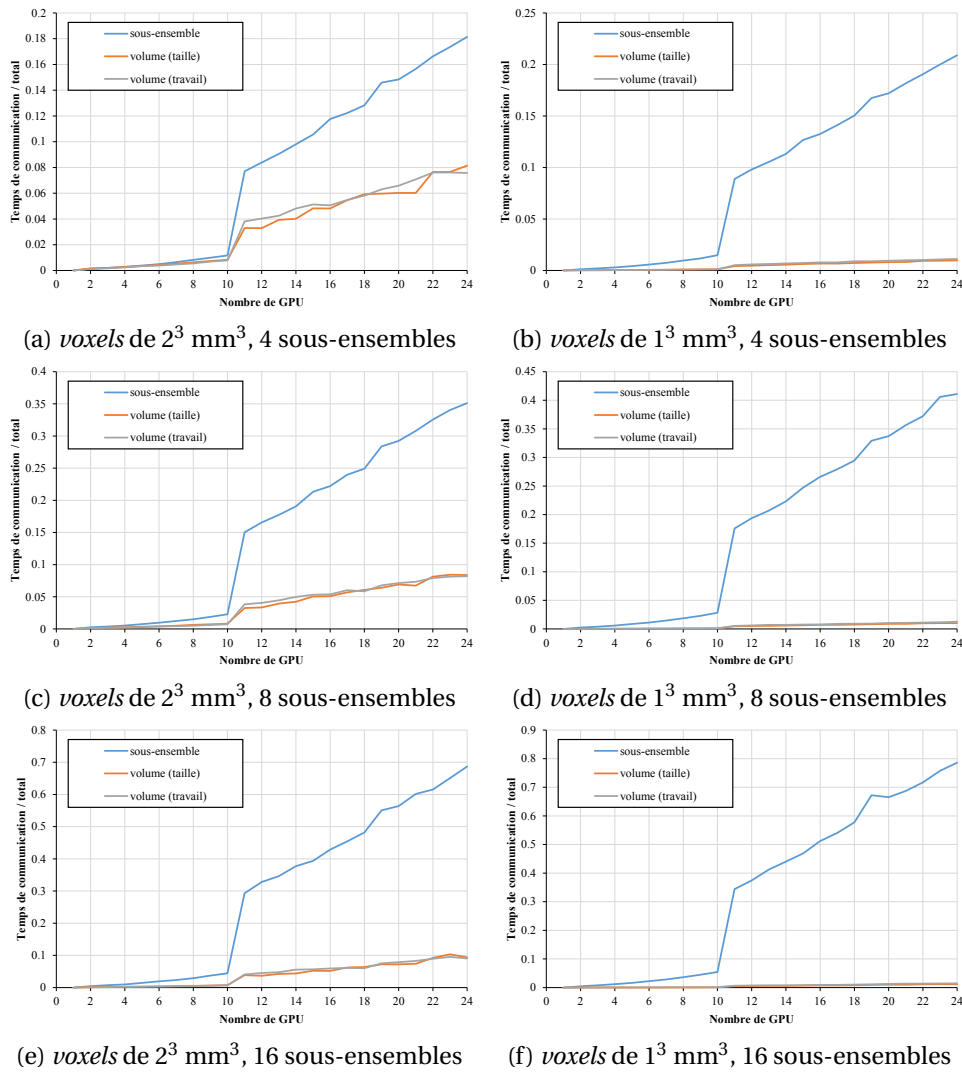 Temps de communication / total
0.2
0.18
0.16
0.14
0.12
0.1
0.08
0.06
0.04
0.02
0
sous-ensemble
volume (taille)
volume (travail)
0 2 4 6 8 10 12 14 16 18 20 22 24
Nombre de GPU
(a) voxels de 2³ mm³, 4 sous-ensembles
Temps de communication / total
0.25
0.2
0.15
0.1
0.05
0
sous-ensemble
volume (taille)
volume (travail)
0 2 4 6 8 10 12 14 16 18 20 22 24
Nombre de GPU
(b) voxels de 1³ mm³, 4 sous-ensembles
Temps de communication / total
0.4
0.35
0.3
0.25
0.2
0.15
0.1
0.05
0
sous-ensemble
volume (taille)
volume (travail)
0 2 4 6 8 10 12 14 16 18 20 22 24
Nombre de GPU
(c) voxels de 2³ mm³, 8 sous-ensembles
Temps de communication / total
0.45
0.4
0.35
0.3
0.25
0.2
0.15
0.1
0.05
0
sous-ensemble
volume (taille)
volume (travail)
0 2 4 6 8 10 12 14 16 18 20 22 24
Nombre de GPU
(d) voxels de 1³ mm³, 8 sous-ensembles
Temps de communication / total
0.8
0.7
0.6
0.5
0.4
0.3
0.2
0.1
0
sous-ensemble
volume (taille)
volume (travail)
0 2 4 6 8 10 12 14 16 18 20 22 24
Nombre de GPU
(e) voxels de 2³ mm³, 16 sous-ensembles
Temps de communication / total
0.9
0.8
0.7
0.6
0.5
0.4
0.3
0.2
0.1
0
sous-ensemble
volume (taille)
volume (travail)
0 2 4 6 8 10 12 14 16 18 20 22 24
Nombre de GPU
(f) voxels de 1³ mm³, 16 sous-ensembles